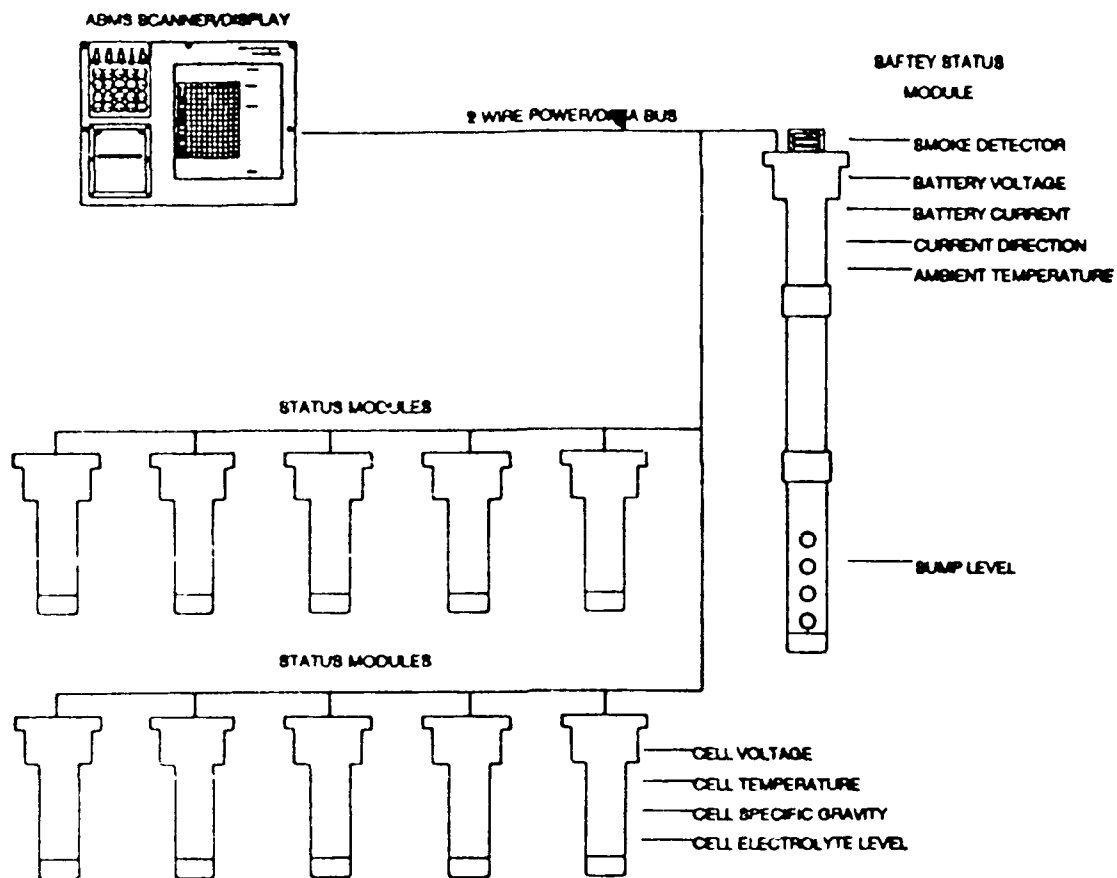 ABMS SCANNER/DISPLAY
SAFTEY STATUS
MODULE
2 WIRE POWER/DATA BUS
SMOKE DETECTOR
BATTERY VOLTAGE
BATTERY CURRENT
CURRENT DIRECTION
AMBIENT TEMPERATURE
STATUS MODULES
SUMP LEVEL
STATUS MODULES
CELL VOLTAGE
CELL TEMPERATURE
CELL SPECIFIC GRAVITY
CELL ELECTROLYTE LEVEL